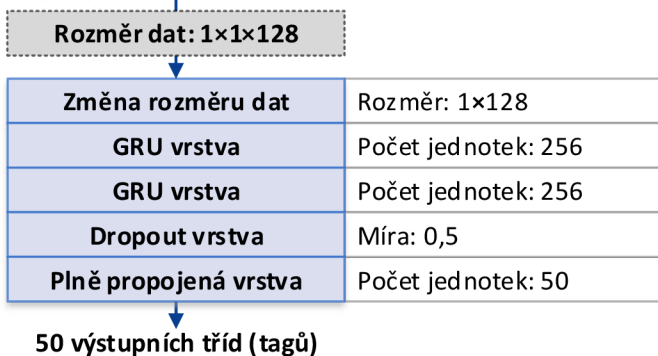 Rozměr dat: 1×1×128
Změna rozměru dat Rozměr: 1×128
GRU vrstva Počet jednotek: 256
GRU vrstva Počet jednotek: 256
Dropout vrstva Míra: 0,5
Plně propojená vrstva Počet jednotek: 50
50 výstupních tříd (tagů)